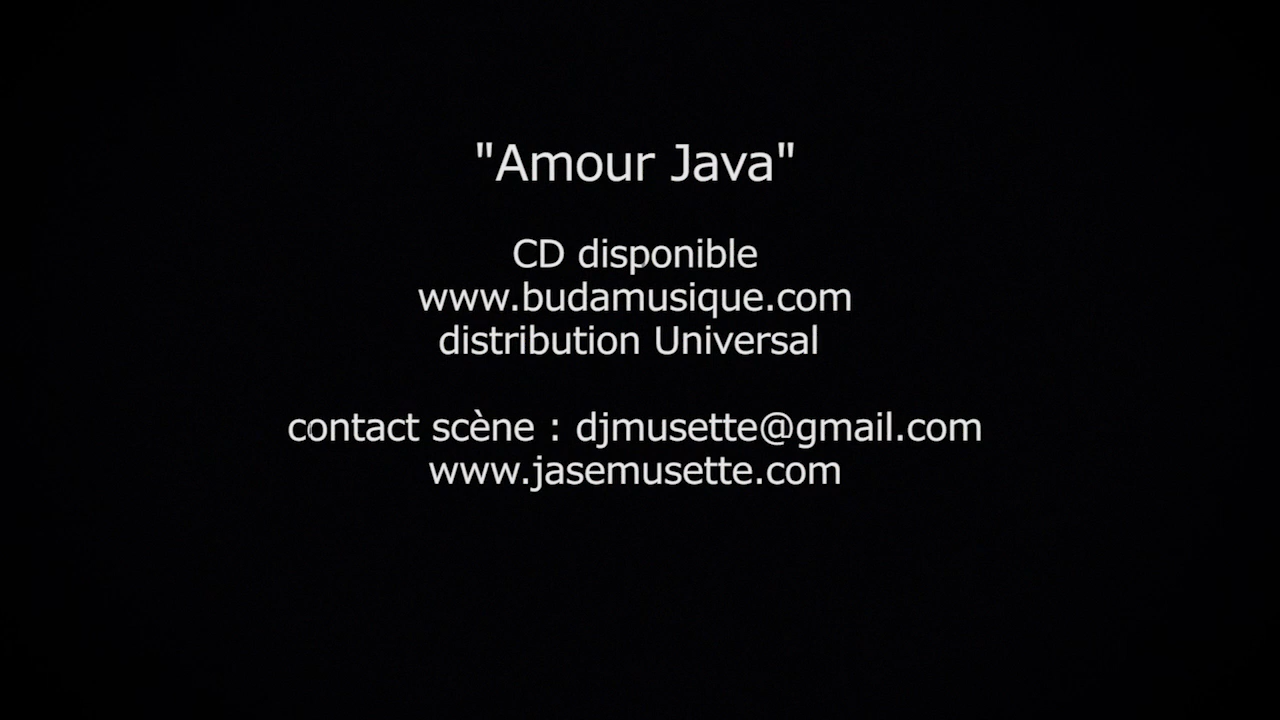 "Amour Java"
CD disponible
www.budamusique.com
distribution Universal
contact scène : djmusette@gmail.com
www.jasemusette.com